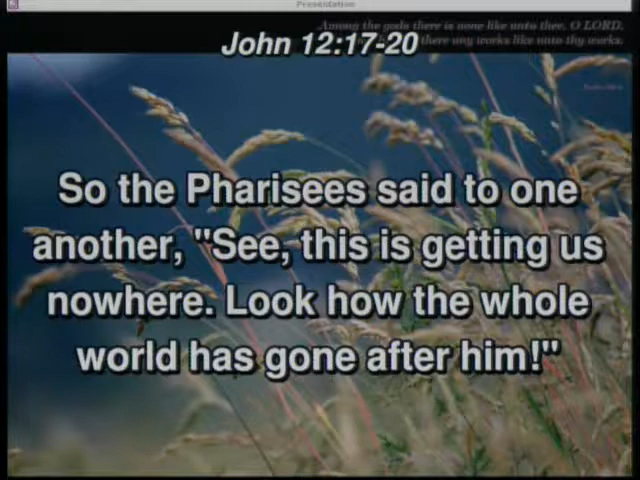 Presentation
Among the gods there is none like unto thee, O LORD,
there any works like unto thy works.
John 12:17-20
So the Pharisees said to one
another, "See, this is getting us
nowhere. Look how the whole
world has gone after him!"